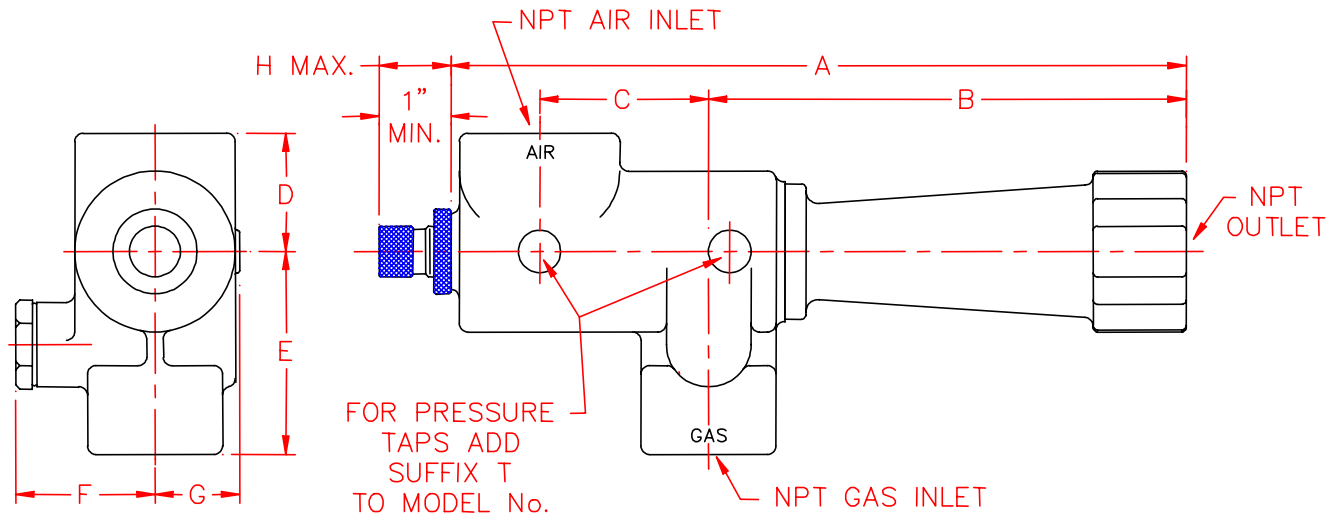 NPT AIR INLET
H MAX.
A
1”
MIN.
C
B
AIR
D
NPT
OUTLET
E
FOR PRESSURE
TAPS ADD
SUFFIX T
TO MODEL No.
GAS
F
G
NPT GAS INLET